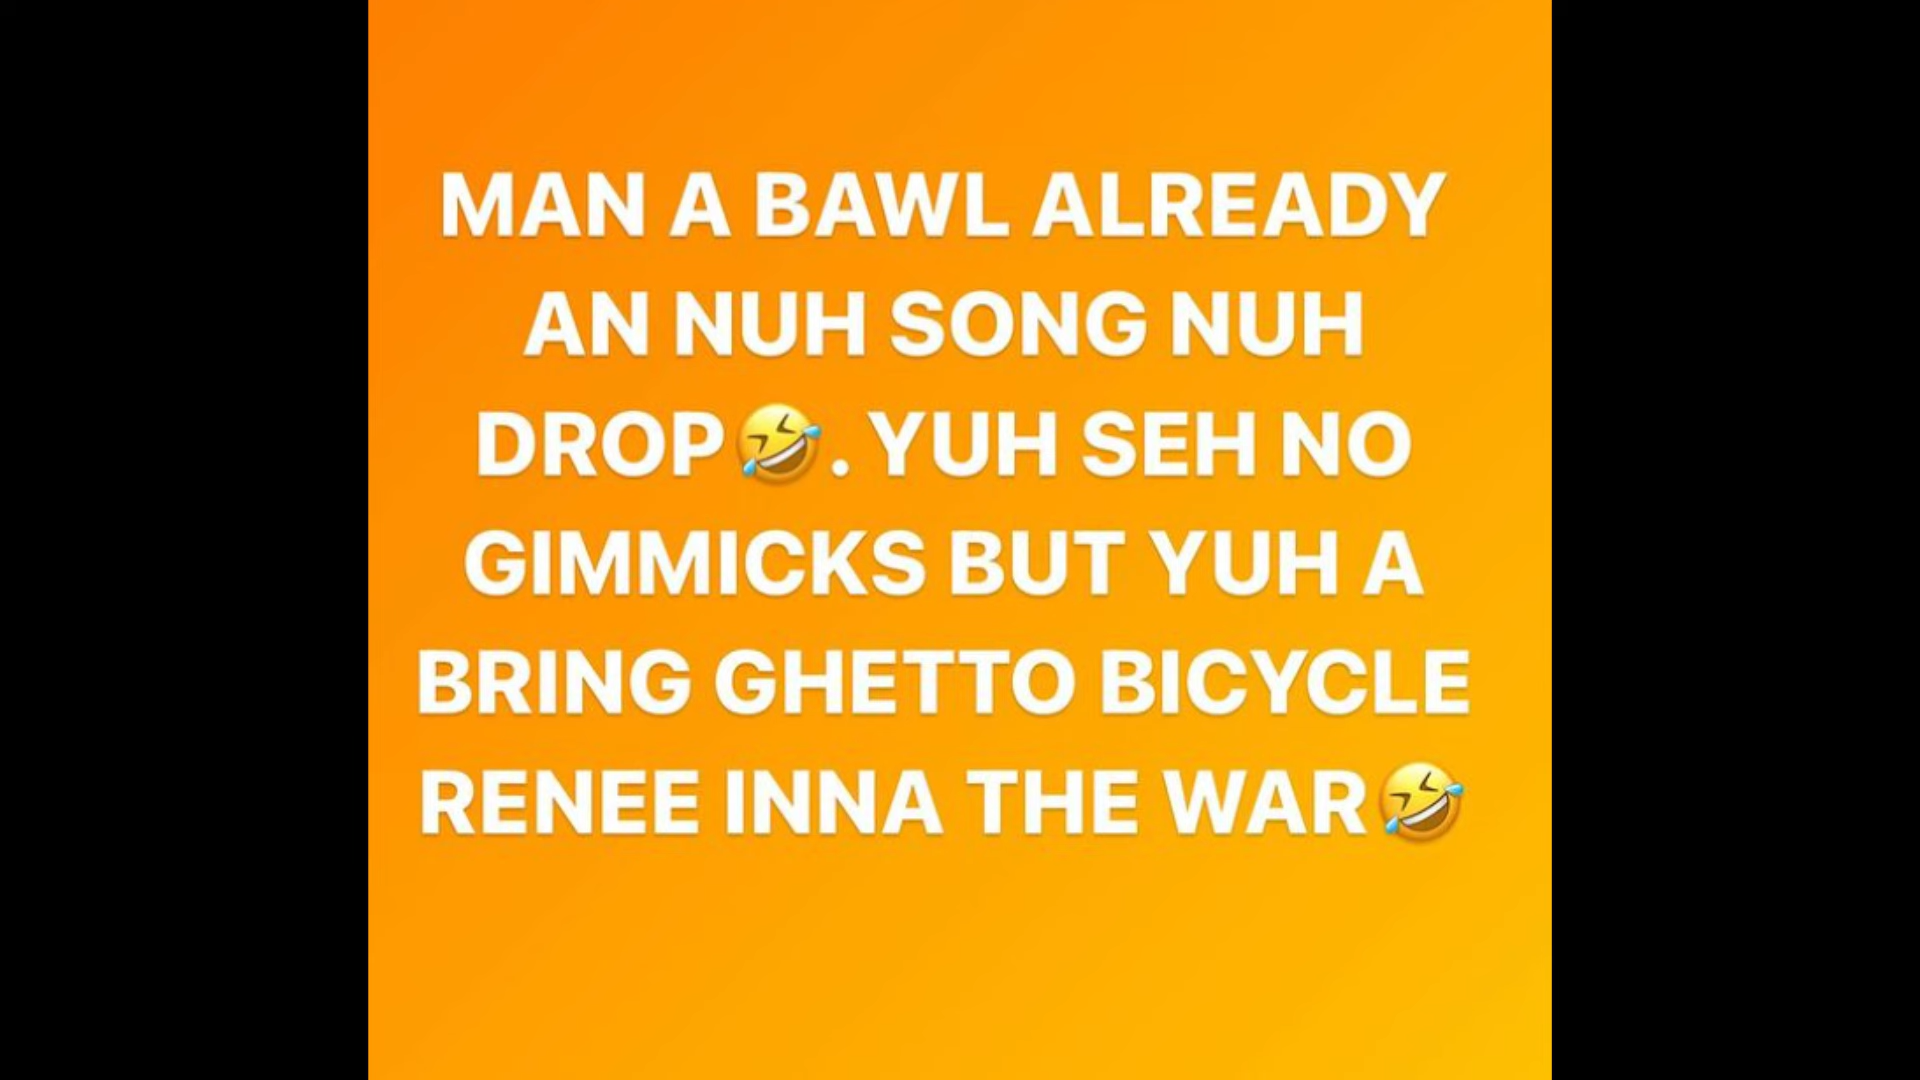 MAN A BAWL ALREADY
AN NUH SONG NUH
DROP🤣. YUH SEH NO
GIMMICKS BUT YUH A
BRING GHETTO BICYCLE
RENEE INNA THE WAR🤣